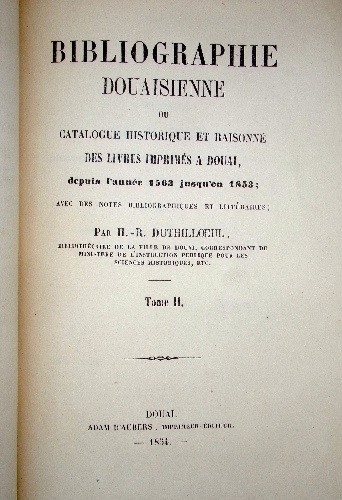 BIBLIOGRAPHIE
DOUAISIENNE
OU
CATALOGUE HISTORIQUE ET RAISONNÉ
DES LIVRES IMPRIMÉS A DOUAI,
depuis l'année 1563 jusqu'en 1853;
AVEC DES NOTES BIBLIOGRAPHIQUES ET LITTÉRAIRES;
PAR H.-R. DUTHILLŒUL,
BIBLIOTHÉCAIRE DE LA VILLE DE DOUAI, CORRESPONDANT DU
MINISTÈRE DE L'INSTRUCTION PUBLIQUE POUR LES
SCIENCES HISTORIQUES, ETC.
Tome II,
DOUAI.
ADAM D'AUBERS, IMPRIMEUR-ÉDITEUR.
— 1854. —